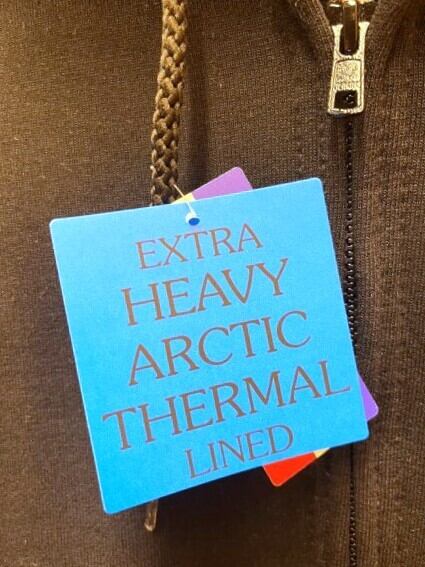 EXTRA
HEAVY
ARCTIC
THERMAL
LINED